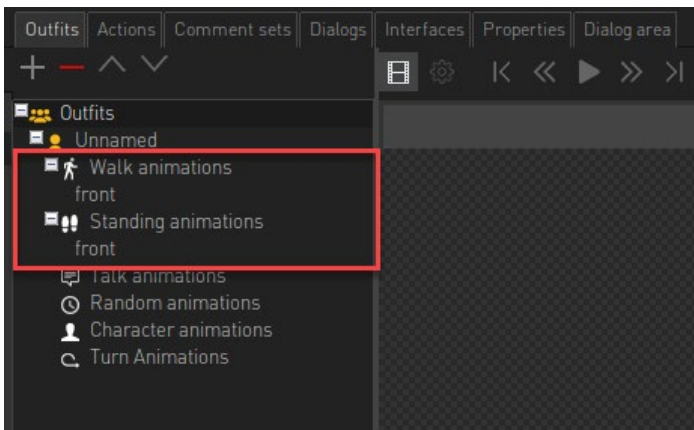 Outfits Actions Comment sets Dialogs Interfaces Properties Dialog area
Outfits
Unnamed
Walk animations
front
Standing animations
front
Talk animations
Random animations
Character animations
Turn Animations